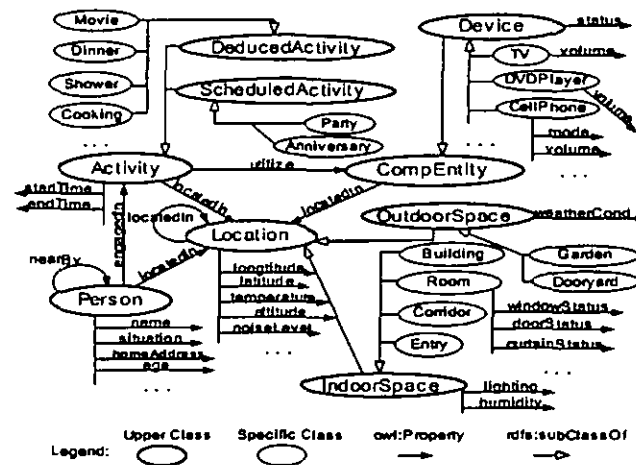 Movie
Dinner
Shower
Cooking
...
DeducedActivity
ScheduledActivity
Party
Anniversary
Device
status
TV
volume
DVDPlayer
volume
CellPhone
mode
volume
...
Activity
utilize
CompEntity
startTime
endTime
locatedIn
locatedIn
locatedIn
engagedIn
locatedIn
nearBy
Person
name
situation
homeAddress
age
...
Location
longtitude
latitude
temperature
altitude
noiseLevel
...
OutdoorSpace
weatherCond
Building
Room
Corridor
Entry
Garden
Dooryard
windowStatus
doorStatus
curtainStatus
...
IndoorSpace
lighting
humidity
Legend: Upper Class Specific Class owl:Property rdfs:subClassOf